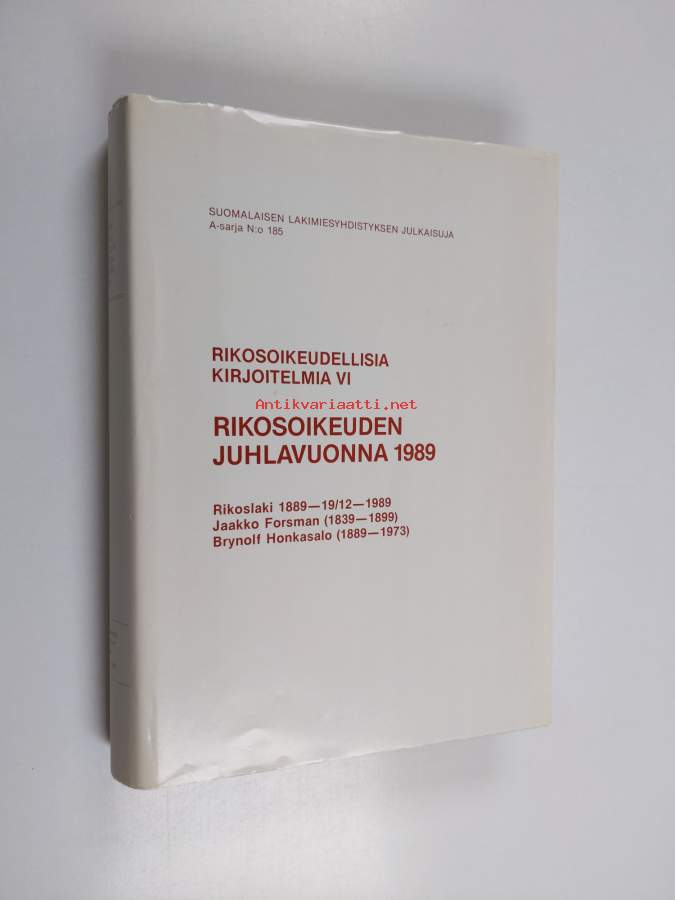 SUOMALAISEN LAKIMIESYHDISTYKSEN JULKAISUJA
A-sarja N:o 185
RIKOSOIKEUDELLISIA
KIRJOITELMIA VI
Antikvariaatti.net
RIKOSOIKEUDEN
JUHLAVUONNA 1989
Rikoslaki 1889—19/12—1989
Jaakko Forsman (1839—1899)
Brynolf Honkasalo (1889—1973)